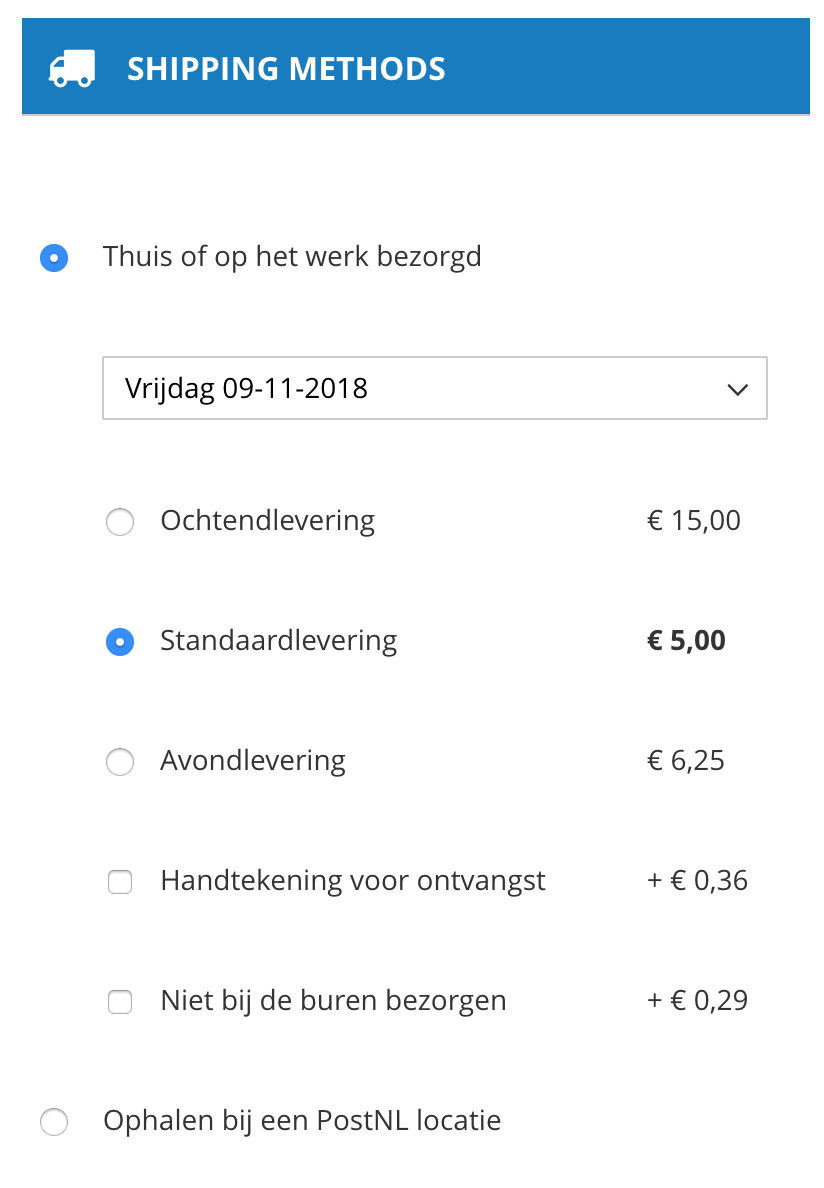 SHIPPING METHODS
Thuis of op het werk bezorgd
Vrijdag 09-11-2018
Ochtendlevering € 15,00
Standaardlevering € 5,00
Avondlevering € 6,25
Handtekening voor ontvangst + € 0,36
Niet bij de buren bezorgen + € 0,29
Ophalen bij een PostNL locatie